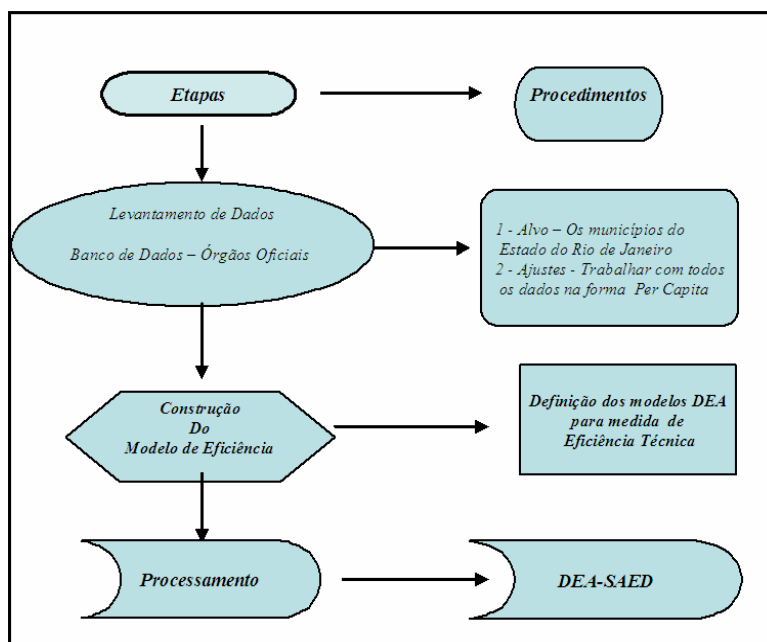 Etapas
Procedimentos
Levantamento de Dados
Banco de Dados – Órgãos Oficiais
1 - Alvo – Os municípios do
Estado do Rio de Janeiro
2 - Ajustes - Trabalhar com todos
os dados na forma Per Capita
Construção
Do
Modelo de Eficiência
Definição dos modelos DEA
para medida de
Eficiência Técnica
Processamento
DEA-SAED